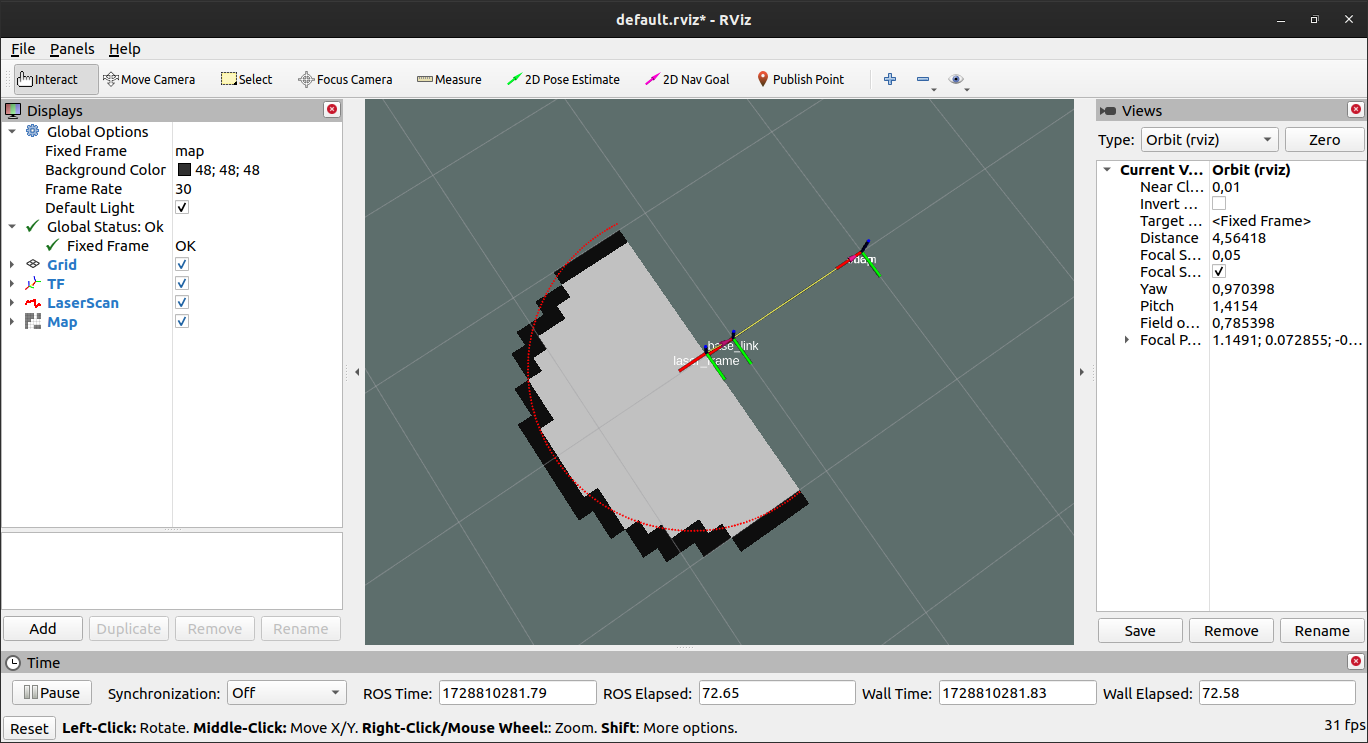 default.rviz* - RViz
File Panels Help
Interact Move Camera Select Focus Camera Measure 2D Pose Estimate 2D Nav Goal Publish Point
Displays
Global Options
Fixed Frame map
Background Color 48; 48; 48
Frame Rate 30
Default Light
Global Status: Ok
Fixed Frame OK
Grid
TF
LaserScan
Map
Add Duplicate Remove Rename
base_link
Views
Type: Orbit (rviz) Zero
Current V... Orbit (rviz)
Near Cl... 0,01
Invert ...
Target ... <Fixed Frame>
Distance 4,56418
Focal S... 0,05
Focal S...
Yaw 0,970398
Pitch 1,4154
Field o... 0,785398
Focal P... 1.1491; 0.072855; -0...
Save Remove Rename
Time
Pause Synchronization: Off ROS Time: 1728810281.79 ROS Elapsed: 72.65 Wall Time: 1728810281.83 Wall Elapsed: 72.58
Reset Left-Click: Rotate. Middle-Click: Move X/Y. Right-Click/Mouse Wheel:: Zoom. Shift: More options. 31 fps